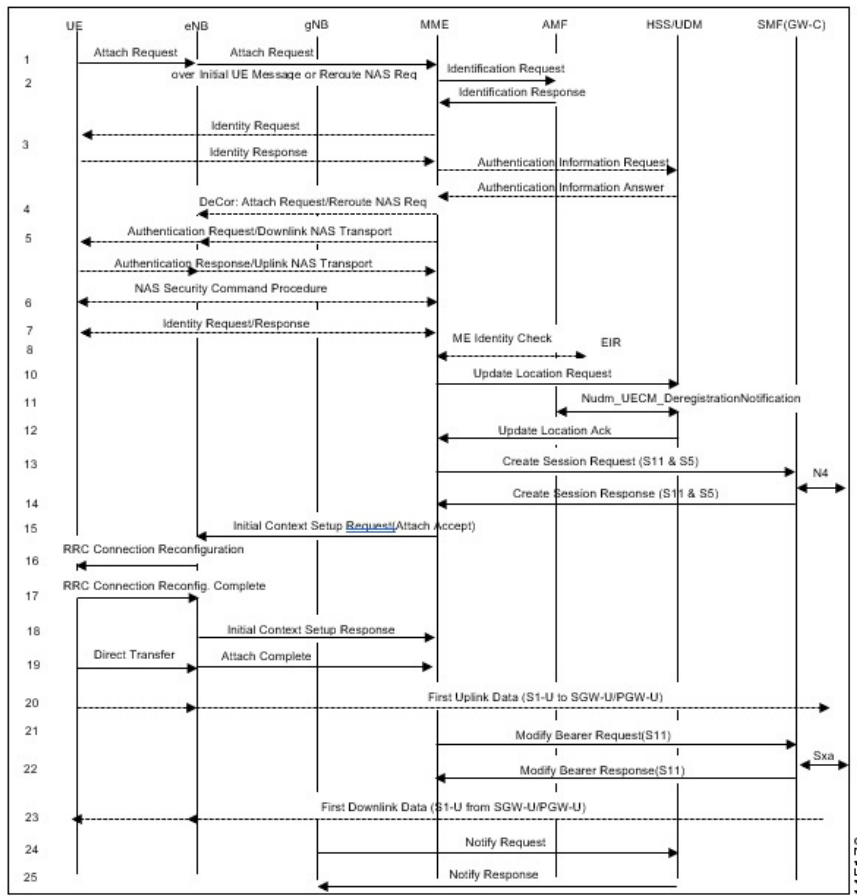 UE eNB gNB MME AMF HSS/UDM SMF(GW-C)
1 Attach Request Attach Request
over Initial UE Message or Reroute NAS Req Identification Request
2
Identification Response
Identity Request
3
Identity Response
Authentication Information Request
Authentication Information Answer
4 DeCor: Attach Request/Reroute NAS Req
5 Authentication Request/Downlink NAS Transport
Authentication Response/Uplink NAS Transport
6 NAS Security Command Procedure
7 Identity Request/Response
8 ME Identity Check EIR
10 Update Location Request
11 Nudm_UECM_DeregistrationNotification
12 Update Location Ack
13 Create Session Request (S11 & S5)
N4
14 Create Session Response (S11 & S5)
15 Initial Context Setup Request(Attach Accept)
RRC Connection Reconfiguration
16
RRC Connection Reconfig. Complete
17
18 Initial Context Setup Response
19 Direct Transfer Attach Complete
20 First Uplink Data (S1-U to SGW-U/PGW-U)
21 Modify Bearer Request(S11)
Sxa
22 Modify Bearer Response(S11)
23 First Downlink Data (S1-U from SGW-U/PGW-U)
24 Notify Request
25 Notify Response